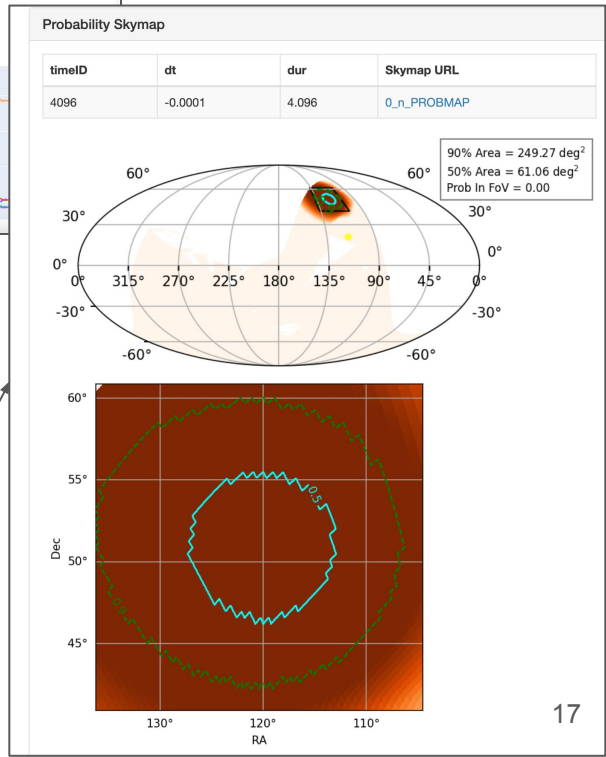 Probability Skymap
timeID dt dur Skymap URL
4096 -0.0001 4.096 0_n_PROBMAP
90% Area = 249.27 deg²
50% Area = 61.06 deg²
Prob In FoV = 0.00
60° 60°
30° 30°
0° 0°
0° 315° 270° 225° 180° 135° 90° 45° 0°
-30° -30°
-60° -60°
60°
55°
0.5
Dec
50°
0.9
45°
130° 120° 110°
RA
17